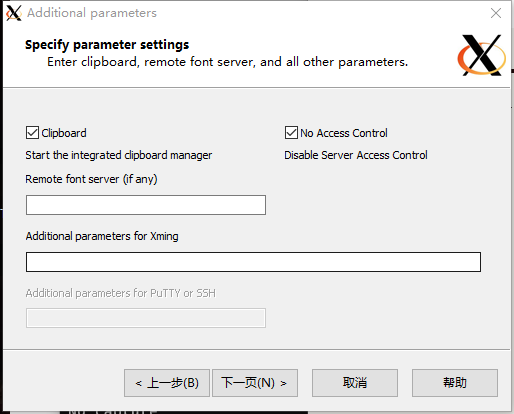 Additional parameters
Specify parameter settings
Enter clipboard, remote font server, and all other parameters.
Clipboard
No Access Control
Start the integrated clipboard manager
Disable Server Access Control
Remote font server (if any)
Additional parameters for Xming
Additional parameters for PuTTY or SSH
< 上一步(B)
下一页(N) >
取消
帮助